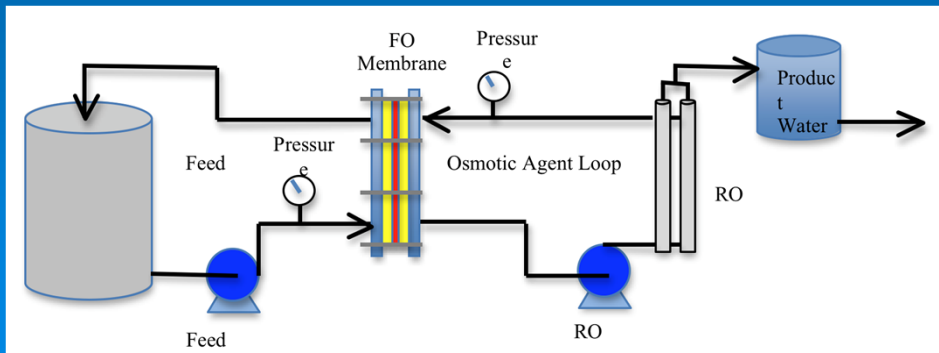 FO
Membrane
Pressur
e
Produc
t
Water
Pressur
e
Feed
Osmotic Agent Loop
RO
Feed
RO